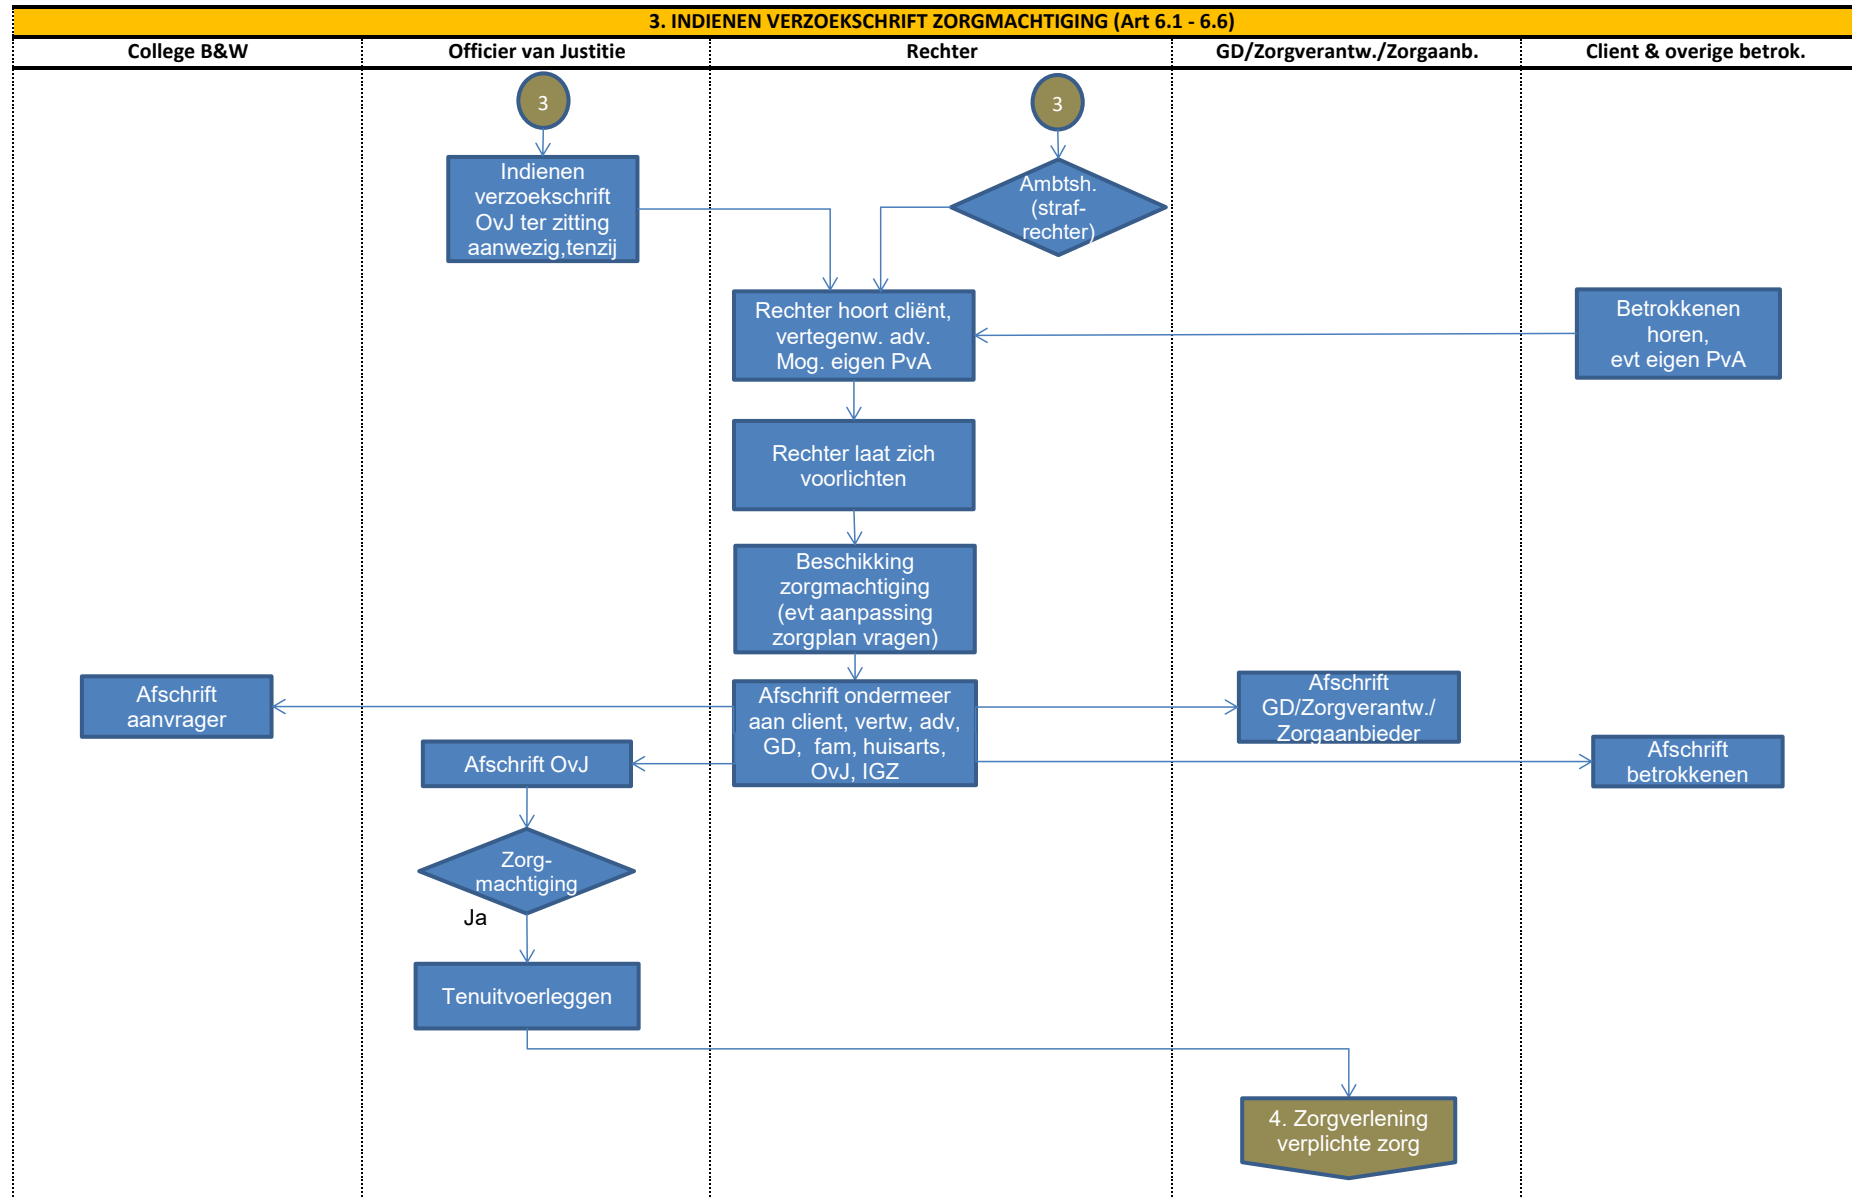 3. INDIENEN VERZOEKSCHRIFT ZORGMACHTIGING (Art 6.1 - 6.6)
College B&W
Officier van Justitie
Rechter
GD/Zorgverantw./Zorgaanb.
Client & overige betrok.
3
3
Indienen
verzoekschrift
OvJ ter zitting
aanwezig,tenzij
Ambtsh.
(straf-
rechter)
Rechter hoort cliënt,
vertegenw. adv.
Mog. eigen PvA
Betrokkenen
horen,
evt eigen PvA
Rechter laat zich
voorlichten
Beschikking
zorgmachtiging
(evt aanpassing
zorgplan vragen)
Afschrift
aanvrager
Afschrift ondermeer
aan client, vertw, adv,
GD, fam, huisarts,
OvJ, IGZ
Afschrift
GD/Zorgverantw./
Zorgaanbieder
Afschrift OvJ
Afschrift
betrokkenen
Zorg-
machtiging
Ja
Tenuitvoerleggen
4. Zorgverlening
verplichte zorg